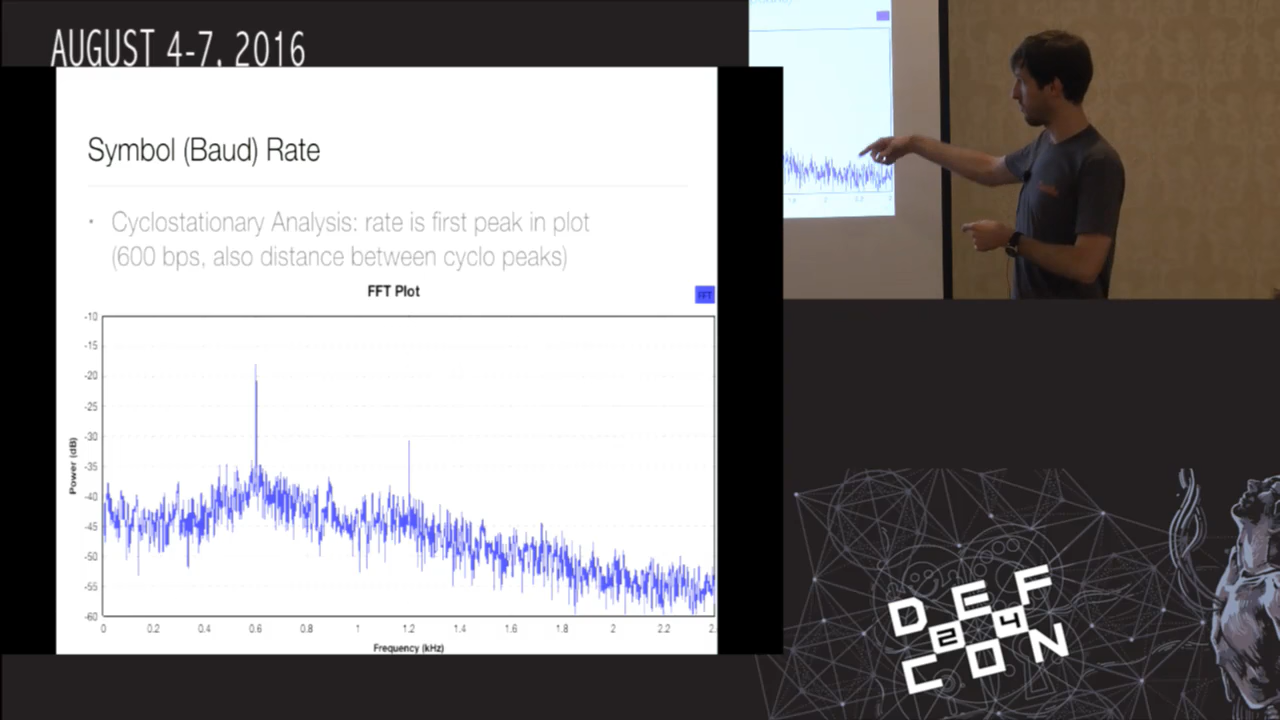 AUGUST 4-7, 2016
Symbol (Baud) Rate
• Cyclostationary Analysis: rate is first peak in plot
(600 bps, also distance between cyclo peaks)
FFT Plot
FFT
-10
-15
-20
-25
-30
-35
-40
-45
-50
-55
-60
Power (dB)
0 0.2 0.4 0.6 0.8 1 1.2 1.4 1.6 1.8 2 2.2 2.
Frequency (kHz)
DEF
24
CON